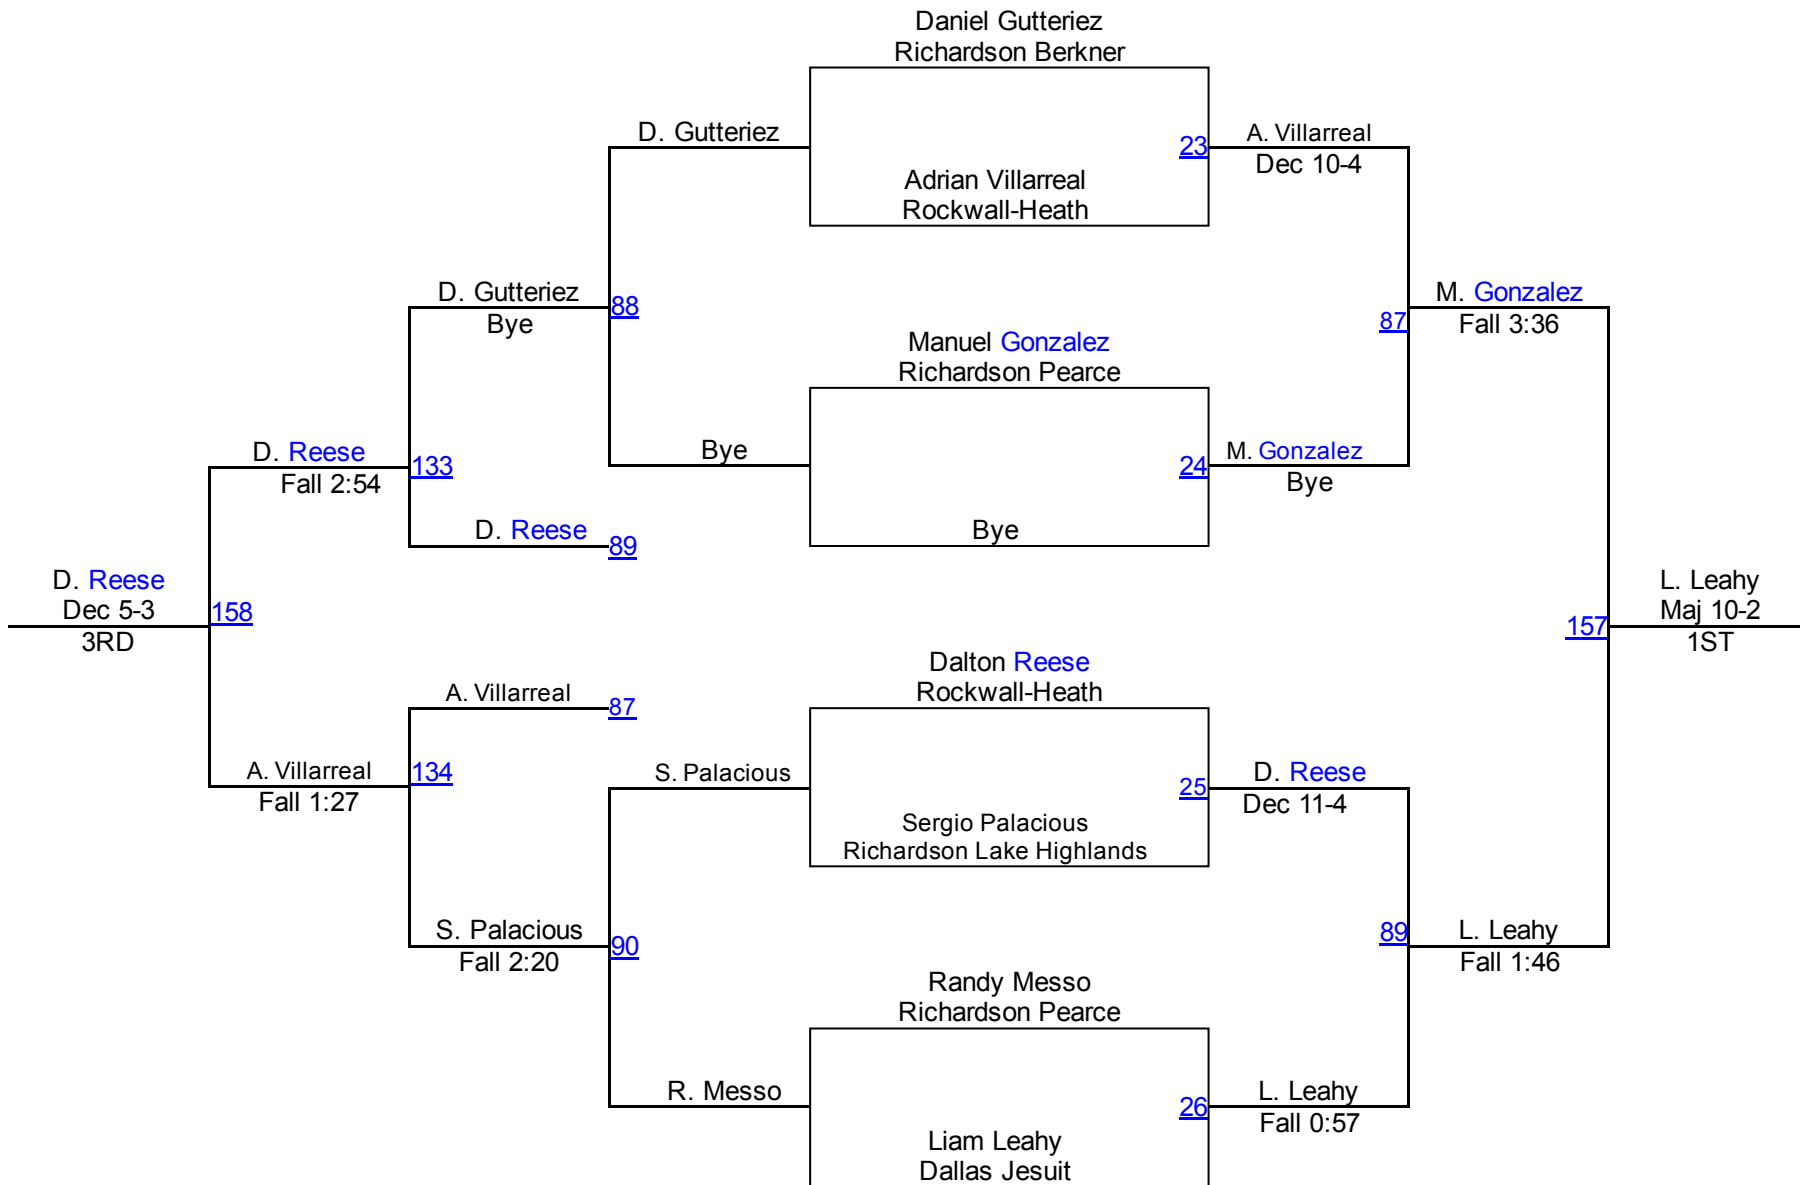 Daniel Gutteriez
Richardson Berkner
D. Gutteriez
23
A. Villarreal
Dec 10-4
Adrian Villarreal
Rockwall-Heath
D. Gutteriez
Bye
88
M. Gonzalez
Fall 3:36
87
Manuel Gonzalez
Richardson Pearce
D. Reese
Fall 2:54
133
Bye
24
M. Gonzalez
Bye
D. Reese
89
Bye
D. Reese
Dec 5-3
3RD
158
157
L. Leahy
Maj 10-2
1ST
Dalton Reese
Rockwall-Heath
A. Villarreal
87
A. Villarreal
Fall 1:27
134
S. Palacious
25
D. Reese
Dec 11-4
Sergio Palacious
Richardson Lake Highlands
S. Palacious
Fall 2:20
90
89
L. Leahy
Fall 1:46
Randy Messo
Richardson Pearce
R. Messo
26
L. Leahy
Fall 0:57
Liam Leahy
Dallas Jesuit